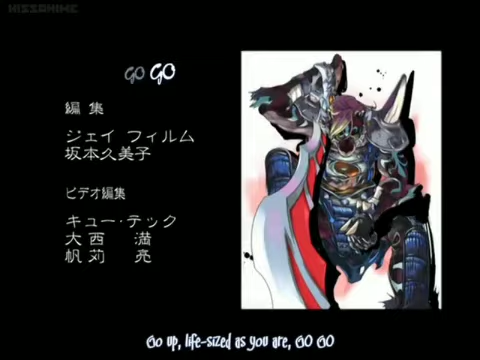 KISSANIME
GO GO
編 集
ジェイ フィルム
坂本久美子
ビデオ編集
キュー・テック
大 西 満
帆苅 亮
Go up, life-sized as you are, GO GO